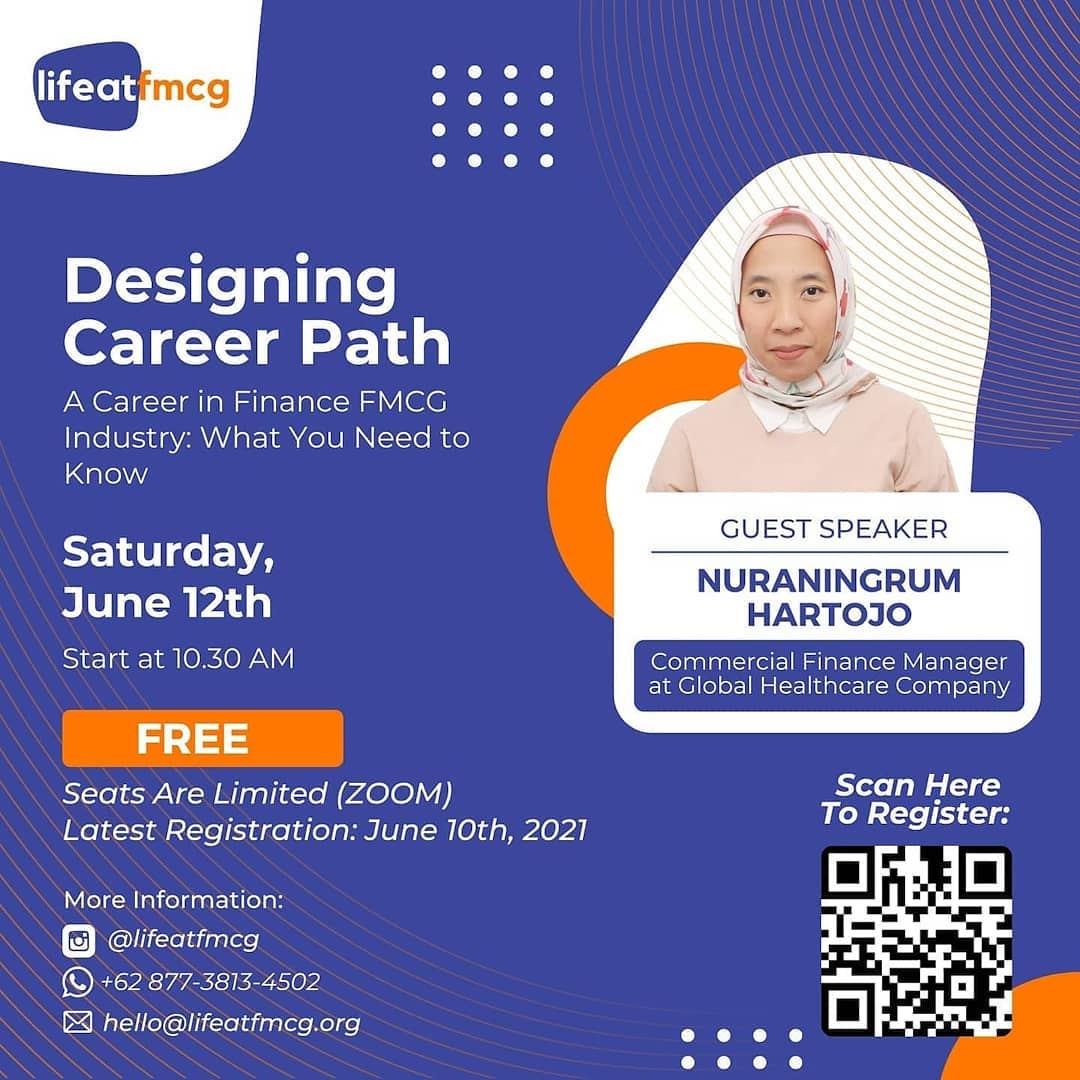 lifeatfmcg
Designing
Career Path
A Career in Finance FMCG
Industry: What You Need to
Know
Saturday,
June 12th
Start at 10.30 AM
FREE
Seats Are Limited (ZOOM)
Latest Registration: June 10th, 2021
More Information:
@lifeatfmcg
+62 877-3813-4502
hello@lifeatfmcg.org
GUEST SPEAKER
NURANINGRUM
HARTOJO
Commercial Finance Manager
at Global Healthcare Company
Scan Here
To Register: